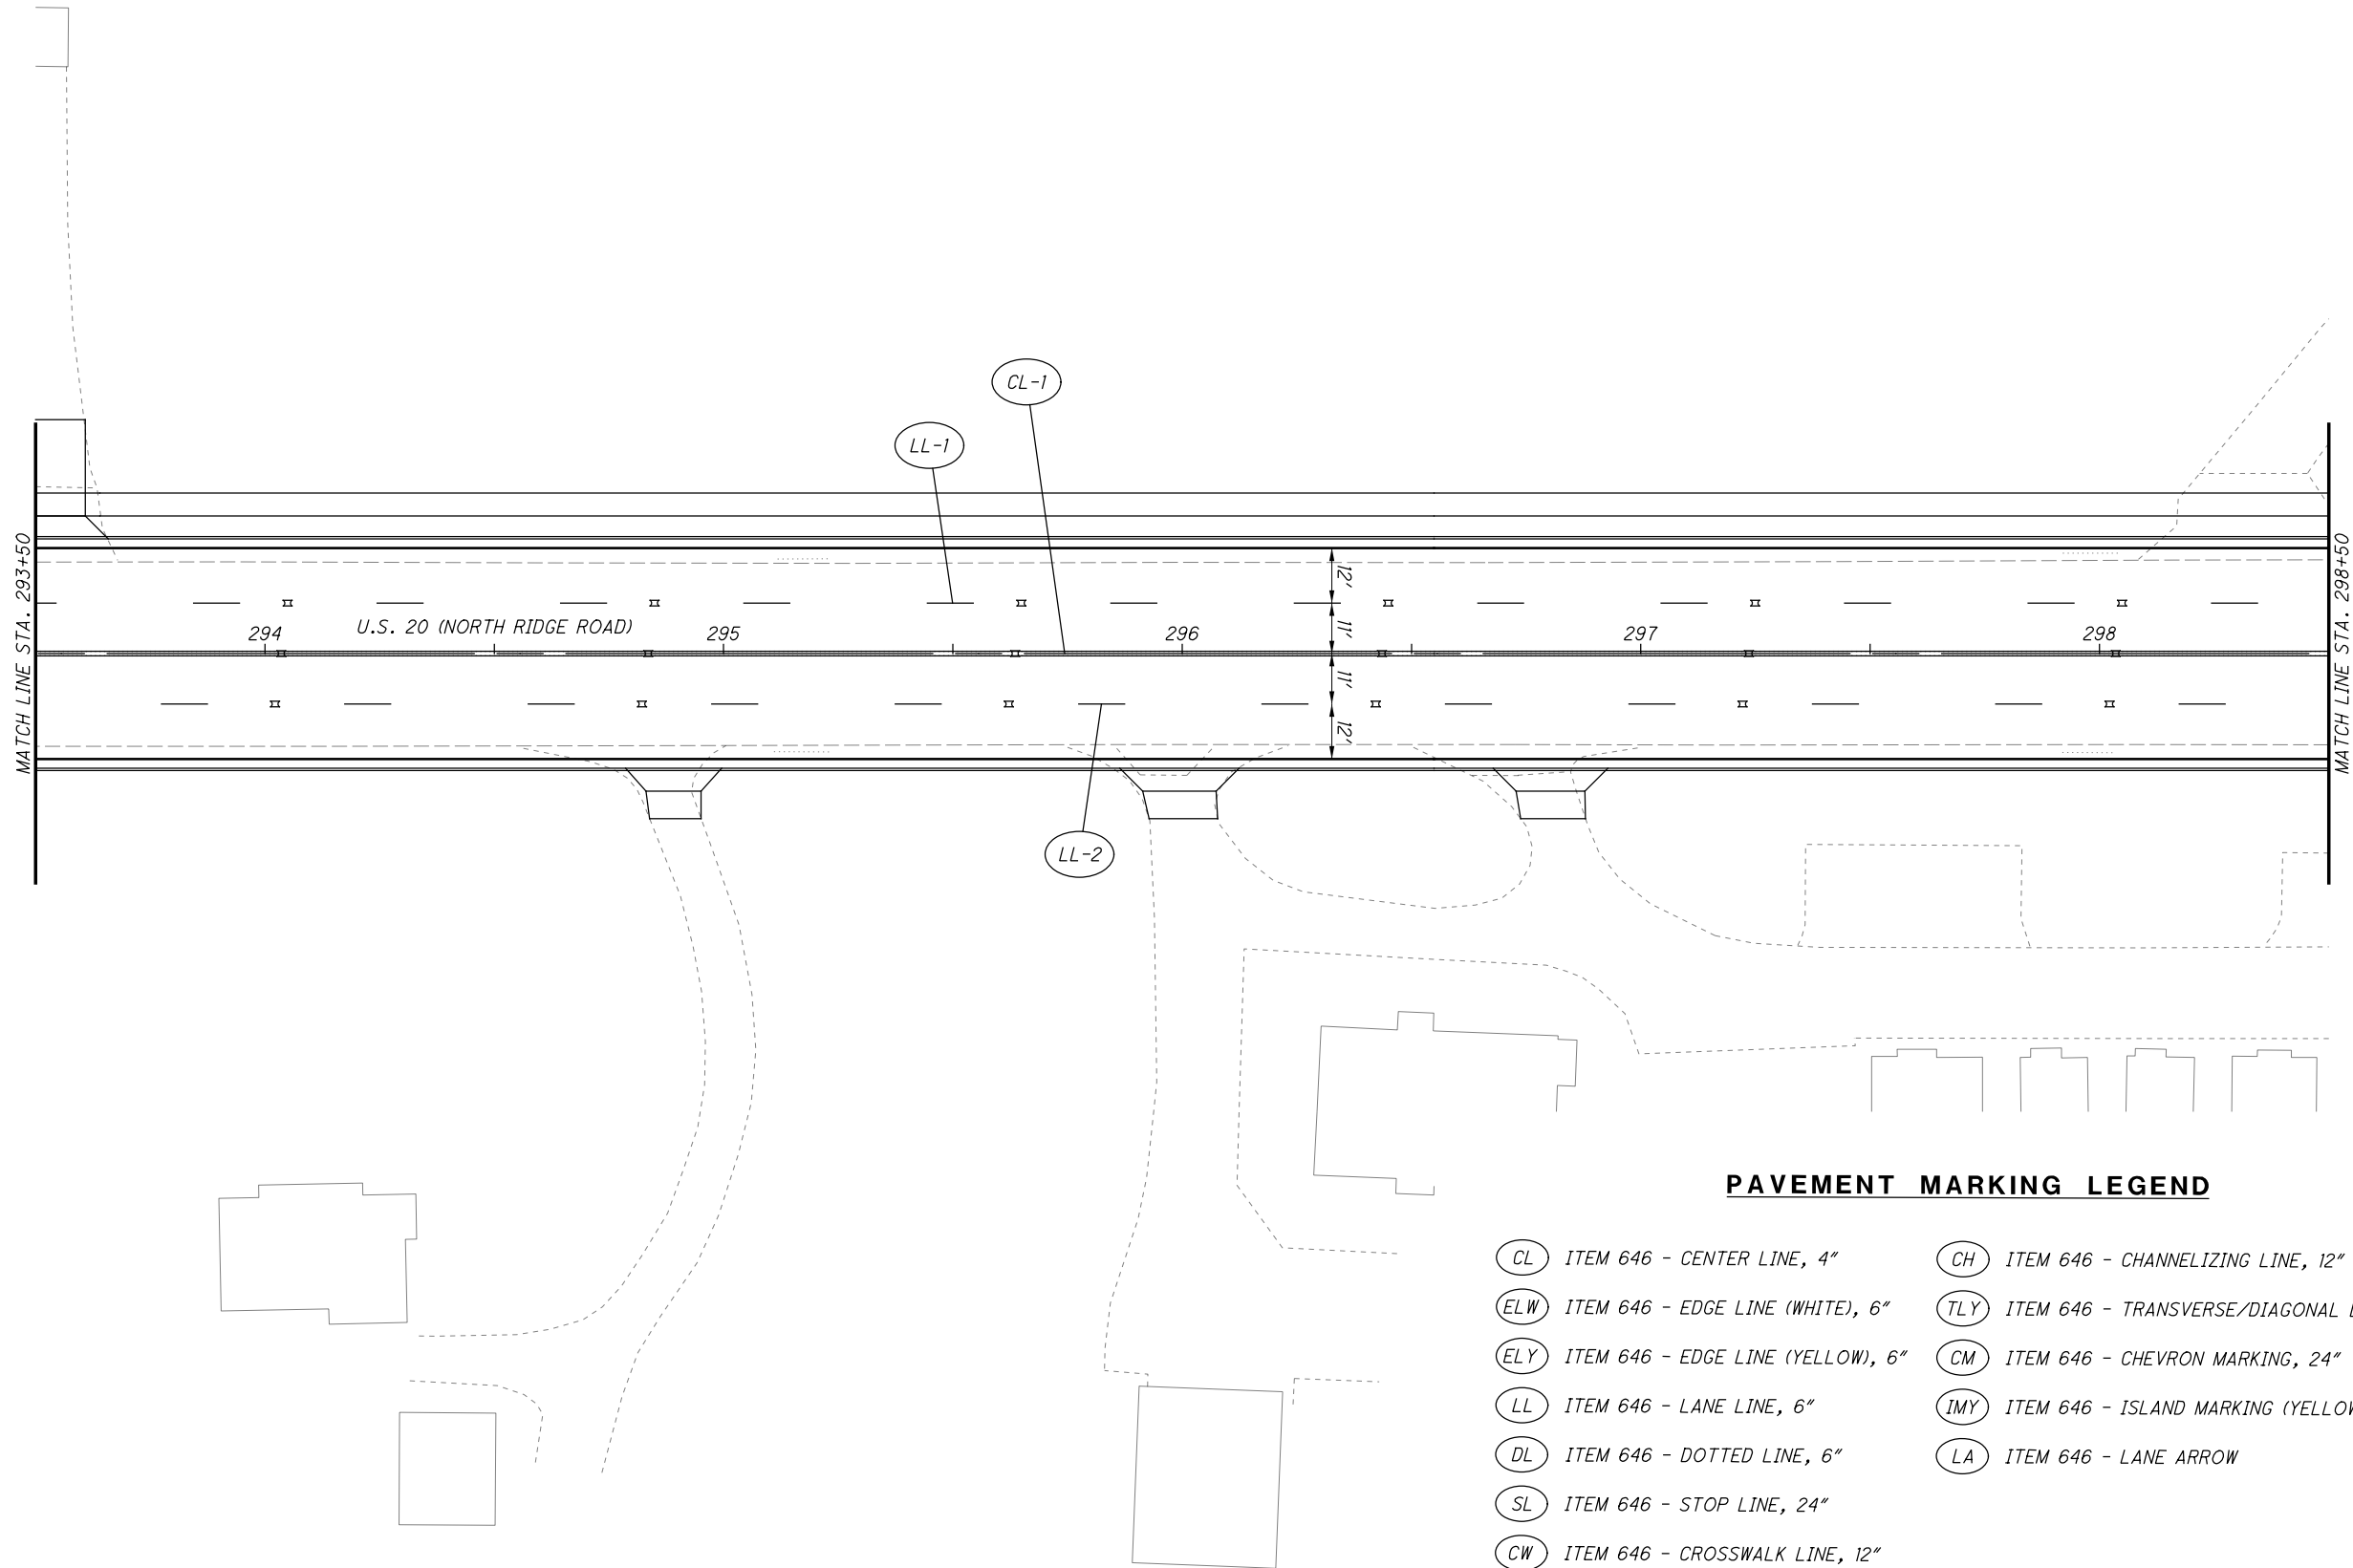 CL-1
LL-1
MATCH LINE STA. 293+50
MATCH LINE STA. 298+50
12'
U.S. 20 (NORTH RIDGE ROAD)
294
295
296
297
298
11'
11'
12'
LL-2
PAVEMENT MARKING LEGEND
CL ITEM 646 - CENTER LINE, 4"
CH ITEM 646 - CHANNELIZING LINE, 12"
ELW ITEM 646 - EDGE LINE (WHITE), 6"
TLY ITEM 646 - TRANSVERSE/DIAGONAL
ELY ITEM 646 - EDGE LINE (YELLOW), 6"
CM ITEM 646 - CHEVRON MARKING, 24"
LL ITEM 646 - LANE LINE, 6"
IMY ITEM 646 - ISLAND MARKING
DL ITEM 646 - DOTTED LINE, 6"
LA ITEM 646 - LANE ARROW
SL ITEM 646 - STOP LINE, 24"
CW ITEM 646 - CROSSWALK LINE, 12"